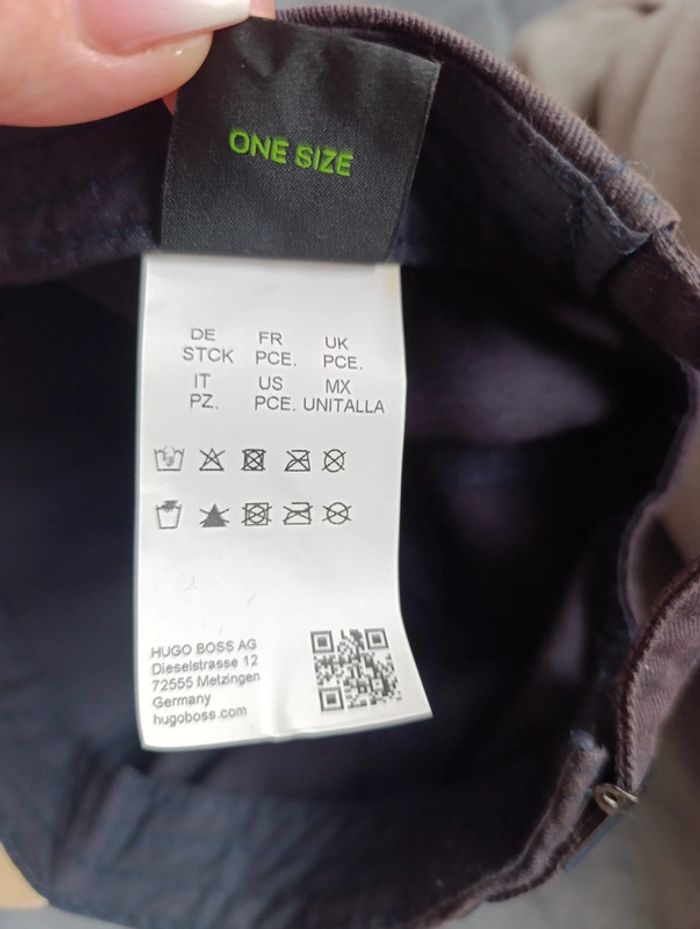 ONE SIZE
DE FR UK
STCK PCE. PCE.
IT US MX
PZ. PCE. UNITALLA
HUGO BOSS AG
Dieselstrasse 12
72555 Metzingen
Germany
hugoboss.com